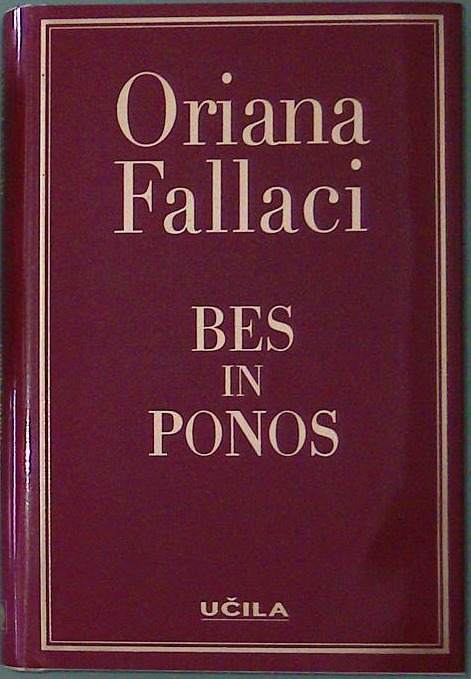 Oriana
Fallaci
BES
IN
PONOS
UČILA